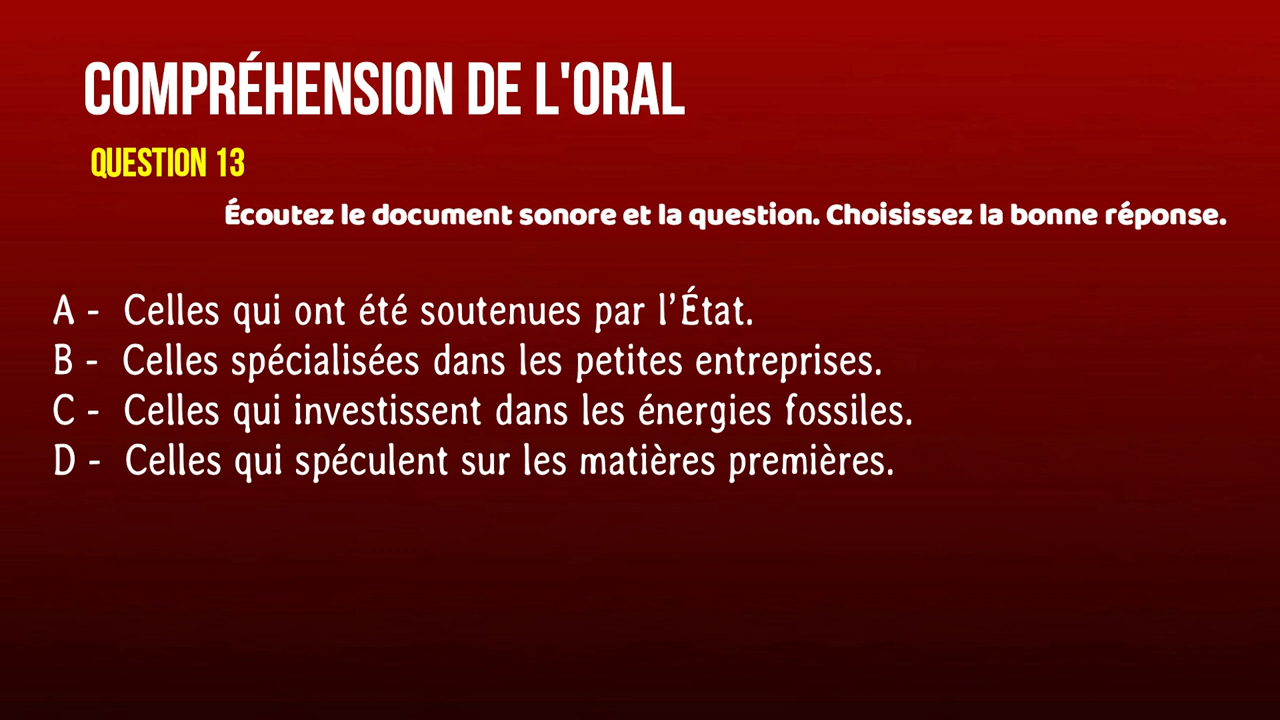 COMPRÉHENSION DE L'ORAL
QUESTION 13
Écoutez le document sonore et la question. Choisissez la bonne réponse.
A - Celles qui ont été soutenues par l’État.
B - Celles spécialisées dans les petites entreprises.
C - Celles qui investissent dans les énergies fossiles.
D - Celles qui spéculent sur les matières premières.